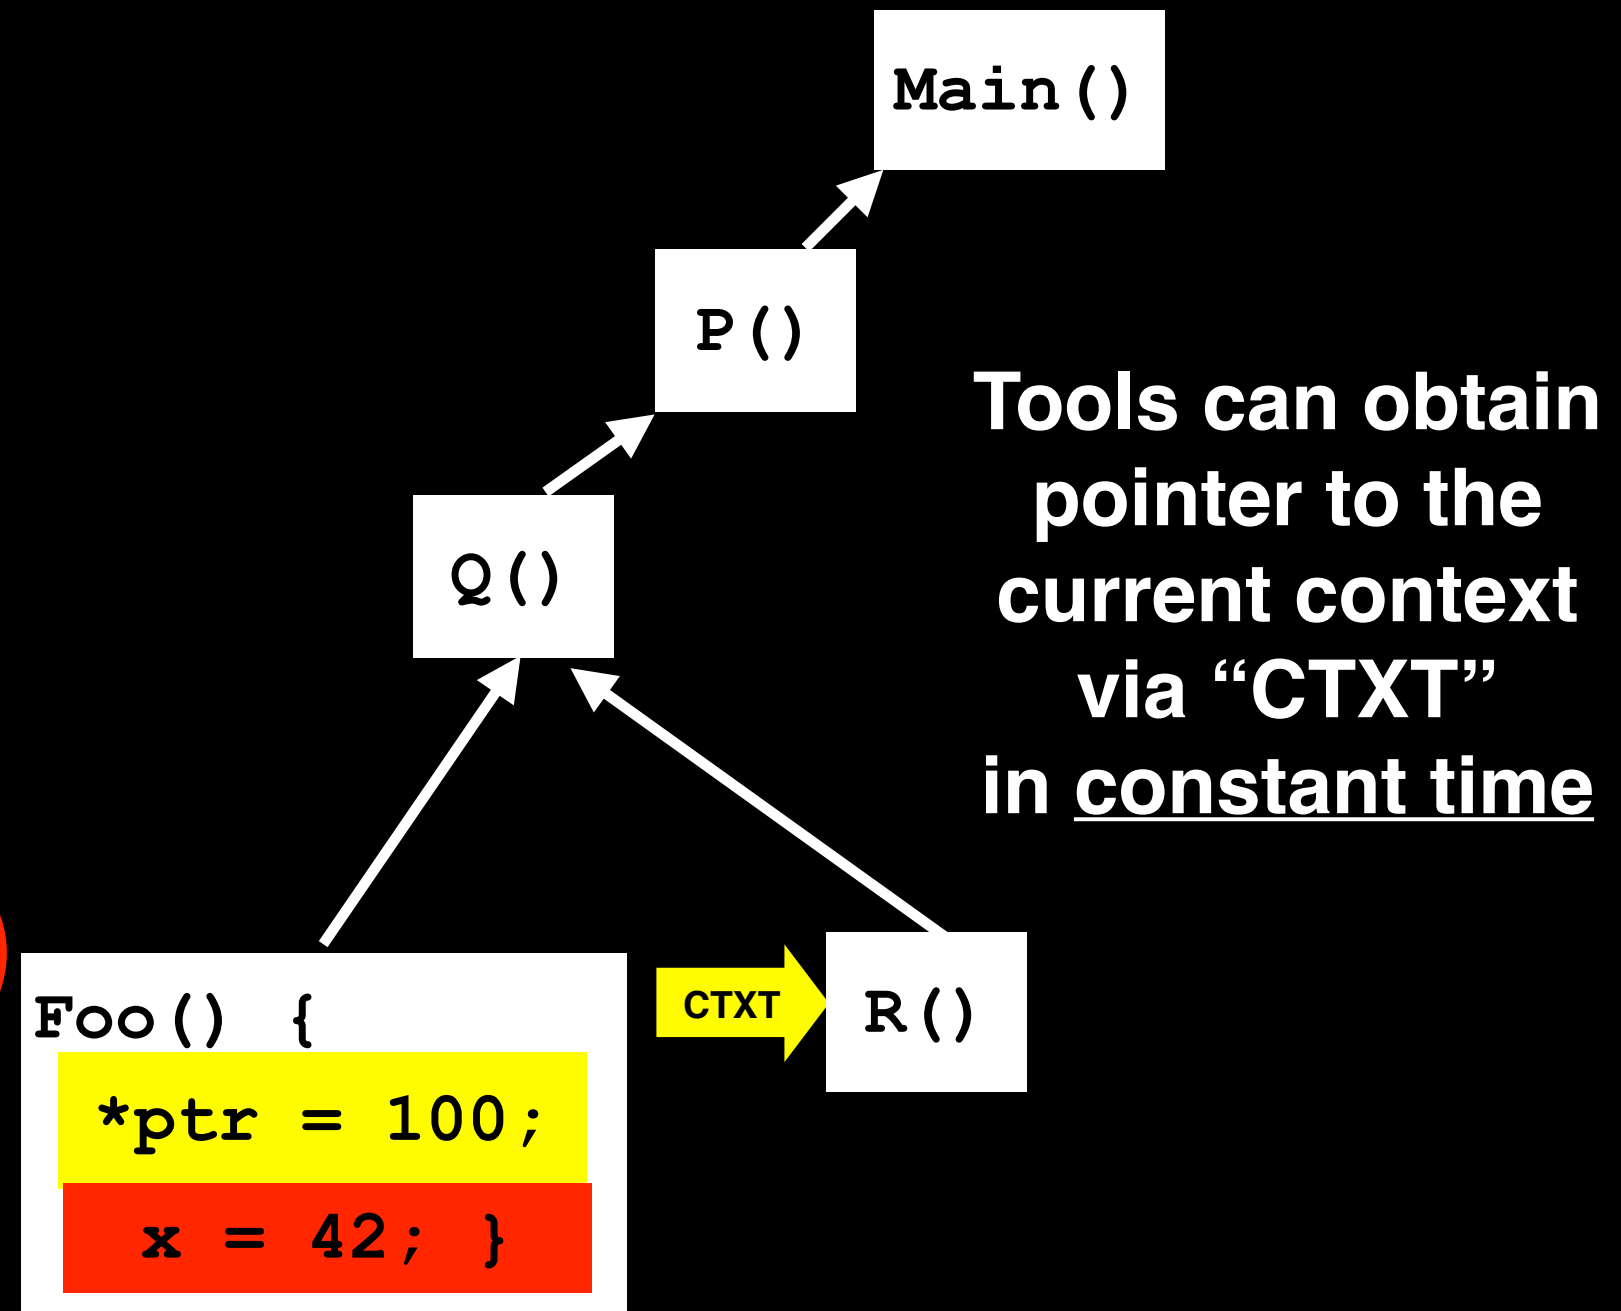 Main()
P()
Tools can obtain
pointer to the
current context
via “CTXT”
in constant time
Q()
Foo() {
*ptr = 100;
x = 42; }
CTXT
R()